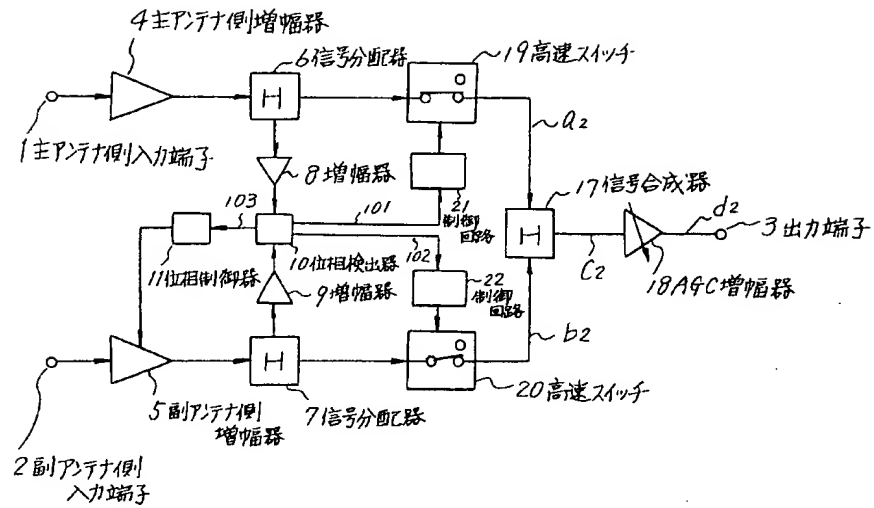 4主アンテナ側増幅器
6信号分配器
19高速スイッチ
H
1主アンテナ側入力端子
a2
8増幅器
21
制御
回路
17信号合成器
103
101
d2
H
3出力端子
102
C2
11位相制御器
10位相検出器
22
制御
回路
18AGC増幅器
9増幅器
b2
H
20高速スイッチ
5副アンテナ側
増幅器
7信号分配器
2副アンテナ側
入力端子